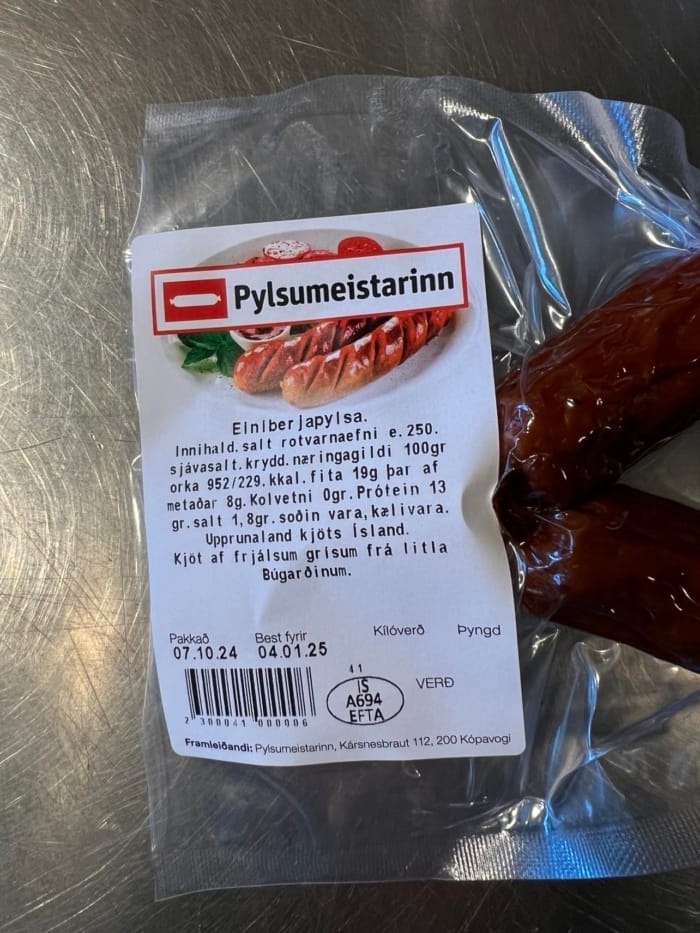 Pylsumeistarinn
Einiberjapylsa.
Innihald. salt rotvarnaefni e. 250.
sjávasalt. krydd. næringagildi 100gr
orka 952/229. kkal. fita 19g þar af
metaðar 8g. Kolvetni 0gr. Prótein 13
gr. salt 1,8gr. soðin vara, kælivara.
Upprunaland kjöts Ísland.
Kjöt af frjálsum grísum frá litla
Búgarðinum.
Pakkað Best fyrir Kílóverð Þyngd
07.10.24 04.01.25
41
IS
A694
EFTA
VERÐ
2 300041 000006
Framleiðandi: Pylsumeistarinn, Kársnesbraut 112, 200 Kópavogi